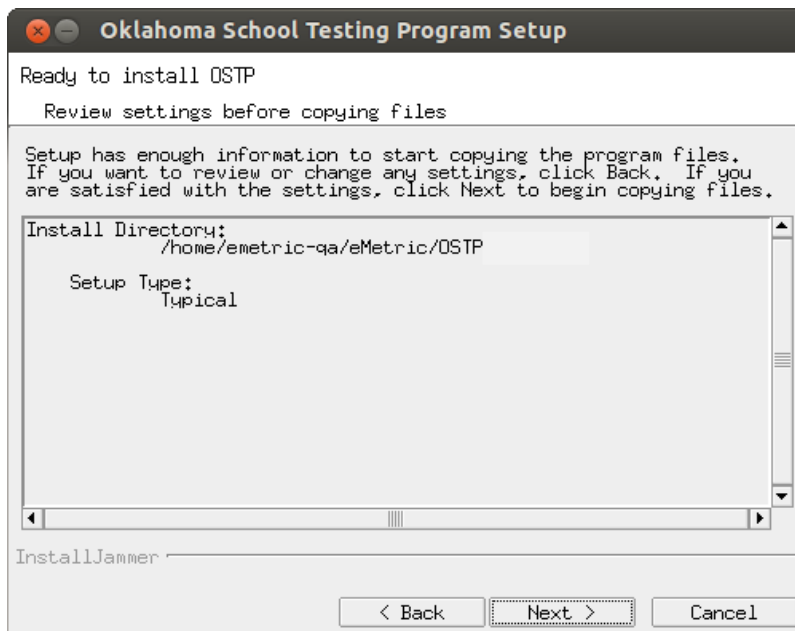 Oklahoma School Testing Program Setup
Ready to install OSTP
Review settings before copying files
Setup has enough information to start copying the program files.
If you want to review or change any settings, click Back.  If you
are satisfied with the settings, click Next to begin copying files.
Install Directory:
/home/emetric-qa/eMetric/OSTP
Setup Type:
Typical
InstallJammer
< Back
Next >
Cancel